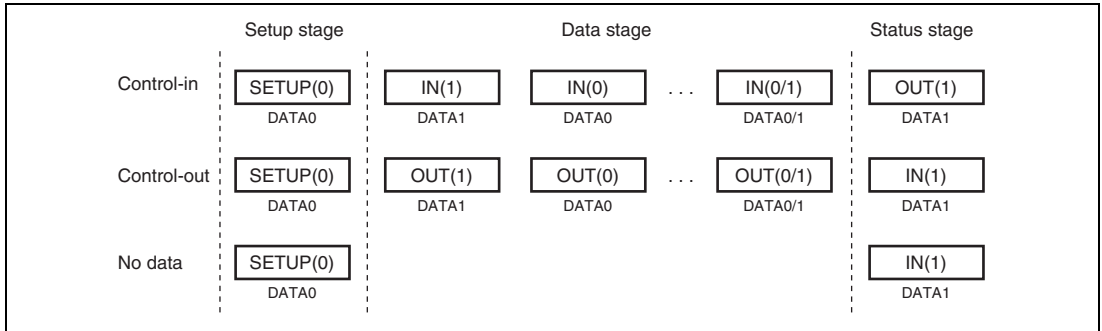 Setup stage Data stage Status stage
Control-in SETUP(0) IN(1) IN(0) . . . IN(0/1) OUT(1)
DATA0 DATA1 DATA0 DATA0/1 DATA1
Control-out SETUP(0) OUT(1) OUT(0) . . . OUT(0/1) IN(1)
DATA0 DATA1 DATA0 DATA0/1 DATA1
No data SETUP(0) IN(1)
DATA0 DATA1